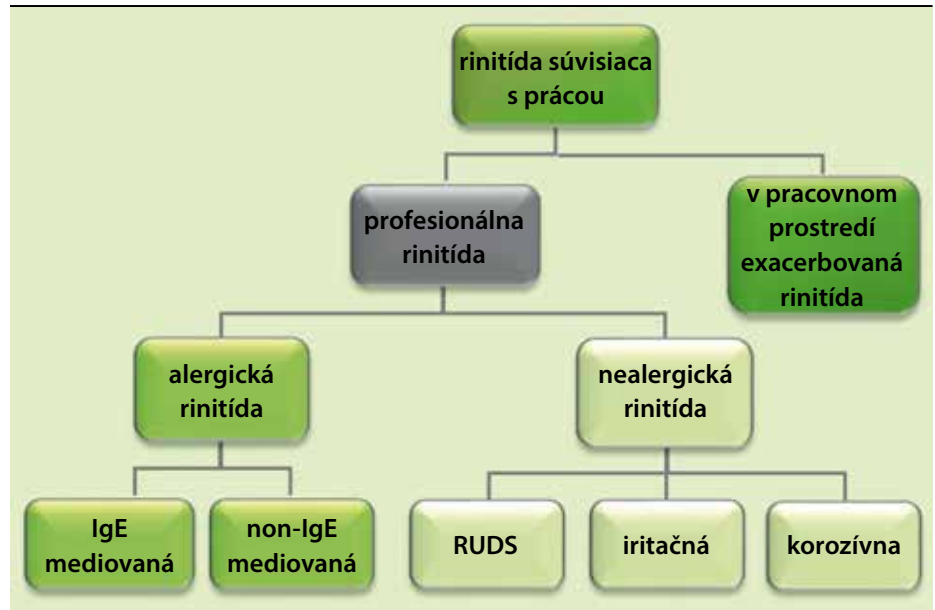 rinitída súvisiaca
s prácou
profesionálna
rinitída
v pracovnom
prostredí
exacerbovaná
rinitída
alergická
rinitída
nealergická
rinitída
IgE
mediovaná
non-IgE
mediovaná
RUDS
iritačná
korozívna